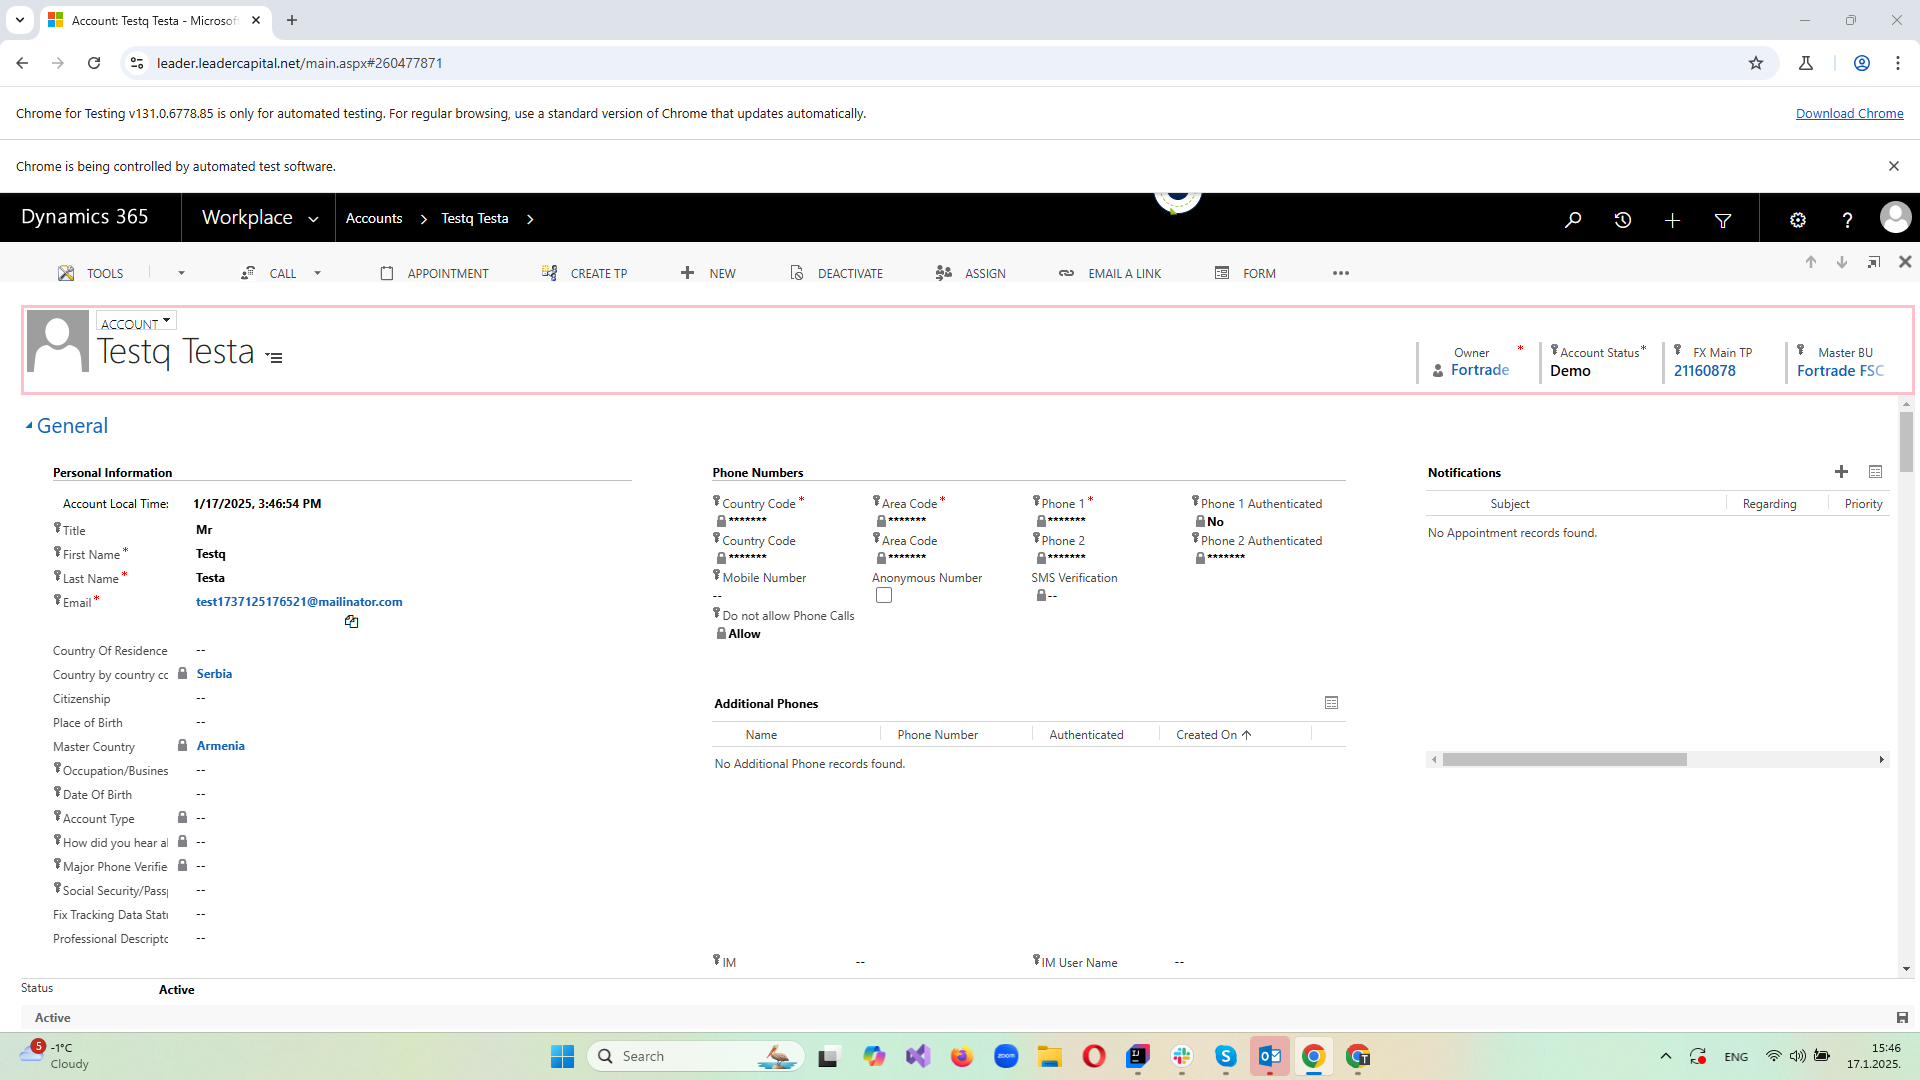 Account: Testq Testa - Microsof
leader.leadercapital.net/main.aspx#260477871
Chrome for Testing v131.0.6778.85 is only for automated testing. For regular browsing, use a standard version of Chrome that updates automatically.
Download Chrome
Chrome is being controlled by automated test software.
Dynamics 365
Workplace
Accounts
Testq Testa
TOOLS
CALL
APPOINTMENT
CREATE TP
NEW
DEACTIVATE
ASSIGN
EMAIL A LINK
FORM
ACCOUNT
Testq Testa
Owner *
Fortrade
Account Status *
Demo
FX Main TP
21160878
Master BU
Fortrade FSC
General
Personal Information
Account Local Time: 1/17/2025, 3:46:54 PM
Title Mr
First Name * Testq
Last Name * Testa
Email * test1737125176521@mailinator.com
Country Of Residence --
Country by country cc Serbia
Citizenship --
Place of Birth --
Master Country Armenia
Occupation/Busines --
Date Of Birth --
Account Type --
How did you hear a --
Major Phone Verifie --
Social Security/Pass --
Fix Tracking Data Statu --
Professional Descripto --
Phone Numbers
Country Code * Area Code * Phone 1 * Phone 1 Authenticated
******* ******* ******* No
Country Code Area Code Phone 2 Phone 2 Authenticated
******* ******* ******* *******
Mobile Number Anonymous Number SMS Verification
-- --
Do not allow Phone Calls
Allow
Additional Phones
Name Phone Number Authenticated Created On
No Additional Phone records found.
IM -- IM User Name --
Notifications
Subject Regarding Priority
No Appointment records found.
Status Active
Active
5
-1°C
Cloudy
Search
zoom
ENG
15:46
17.1.2025.